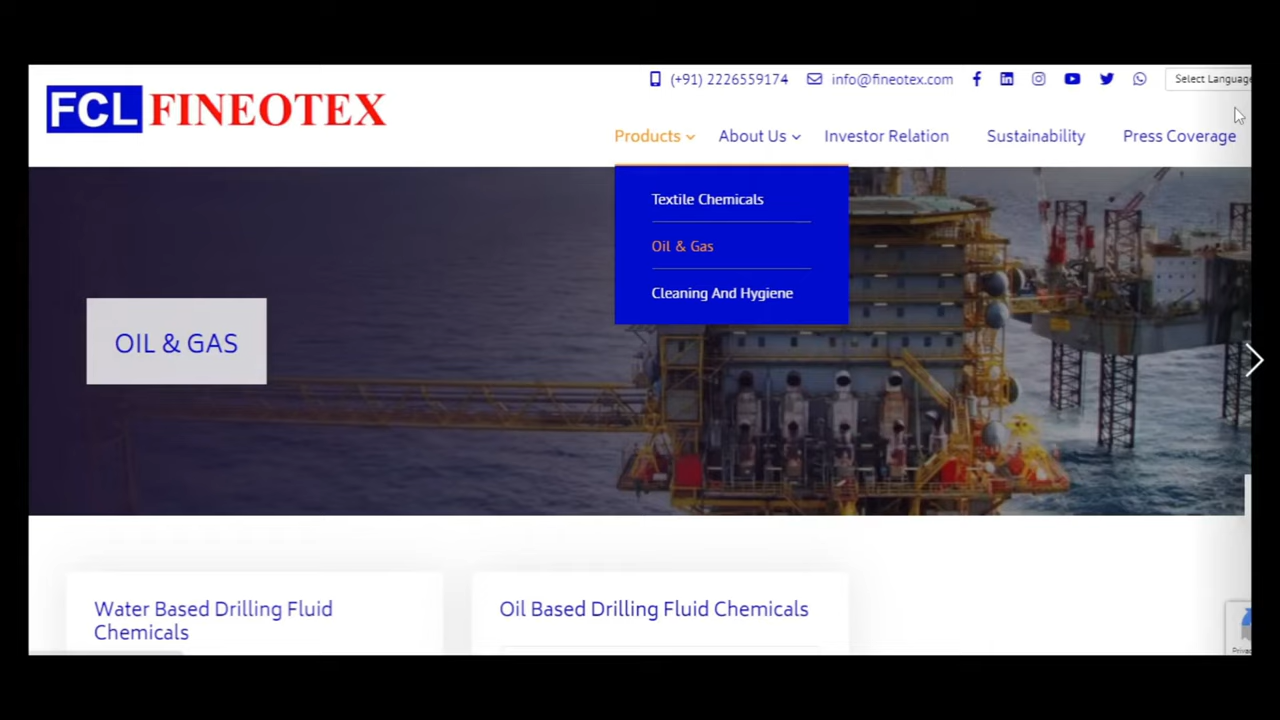 (+91) 2226559174 info@fineotex.com Select Language
FCL FINEOTEX
Products About Us Investor Relation Sustainability Press Coverage
Textile Chemicals
Oil & Gas
Cleaning And Hygiene
OIL & GAS
Water Based Drilling Fluid
Chemicals
Oil Based Drilling Fluid Chemicals